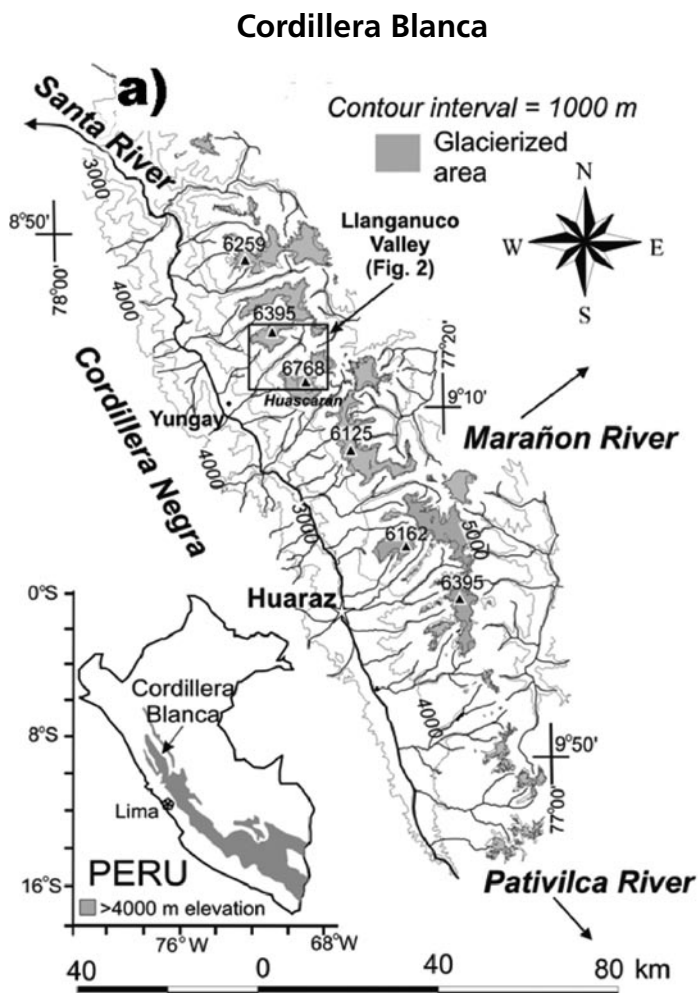 Cordillera Blanca
a)
Santa River
Contour interval = 1000 m
Glacierized
area
3000
Llanganuco
Valley
(Fig. 2)
N
W
E
S
8°50'
78°00'
6259
4000
6395
6768
Huascarán
77°20'
9°10'
Yungay
Cordillera Negra
4000
6125
Marañon River
3000
6162
5000
6395
Huaraz
0°S
Cordillera
Blanca
8°S
Lima
4000
9°50'
77°00'
PERU
16°S
>4000 m elevation
Pativilca River
76°W
68°W
40
0
40
80 km